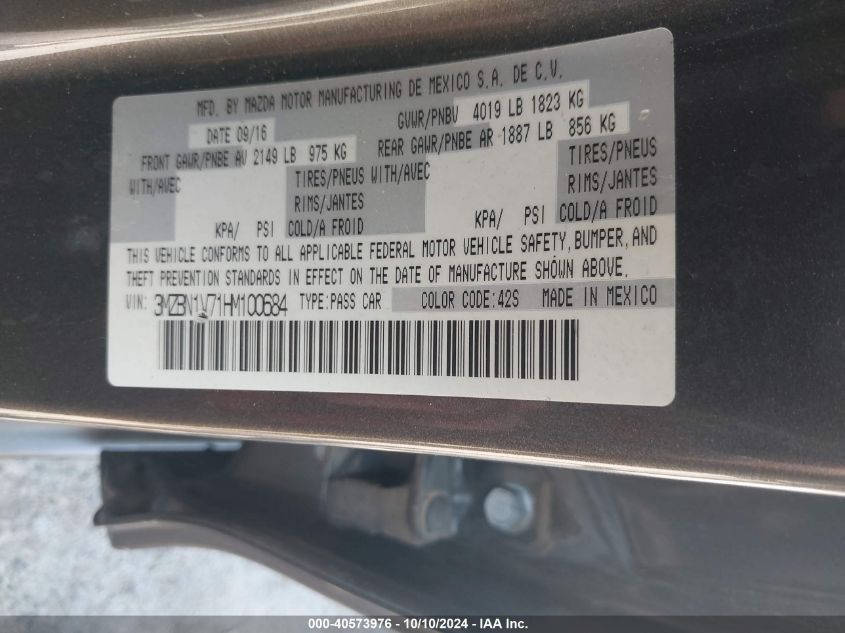 MFD. BY MAZDA MOTOR MANUFACTURING DE MEXICO S.A. DE C.V.
DATE 09/16 GVWR/PNBV 4019 LB 1823 KG
FRONT GAWR/PNBE AV 2149 LB 975 KG REAR GAWR/PNBE AR 1887 LB 856 KG
WITH/AVEC TIRES/PNEUS WITH/AVEC TIRES/PNEUS
RIMS/JANTES RIMS/JANTES
KPA/ PSI COLD/A FROID KPA/ PSI COLD/A FROID
THIS VEHICLE CONFORMS TO ALL APPLICABLE FEDERAL MOTOR VEHICLE SAFETY, BUMPER, AND
THEFT PREVENTION STANDARDS IN EFFECT ON THE DATE OF MANUFACTURE SHOWN ABOVE.
VIN: 3MZBN1V71HM100684 TYPE:PASS CAR COLOR CODE:42S MADE IN MEXICO
000-40573976 - 10/10/2024 - IAA Inc.